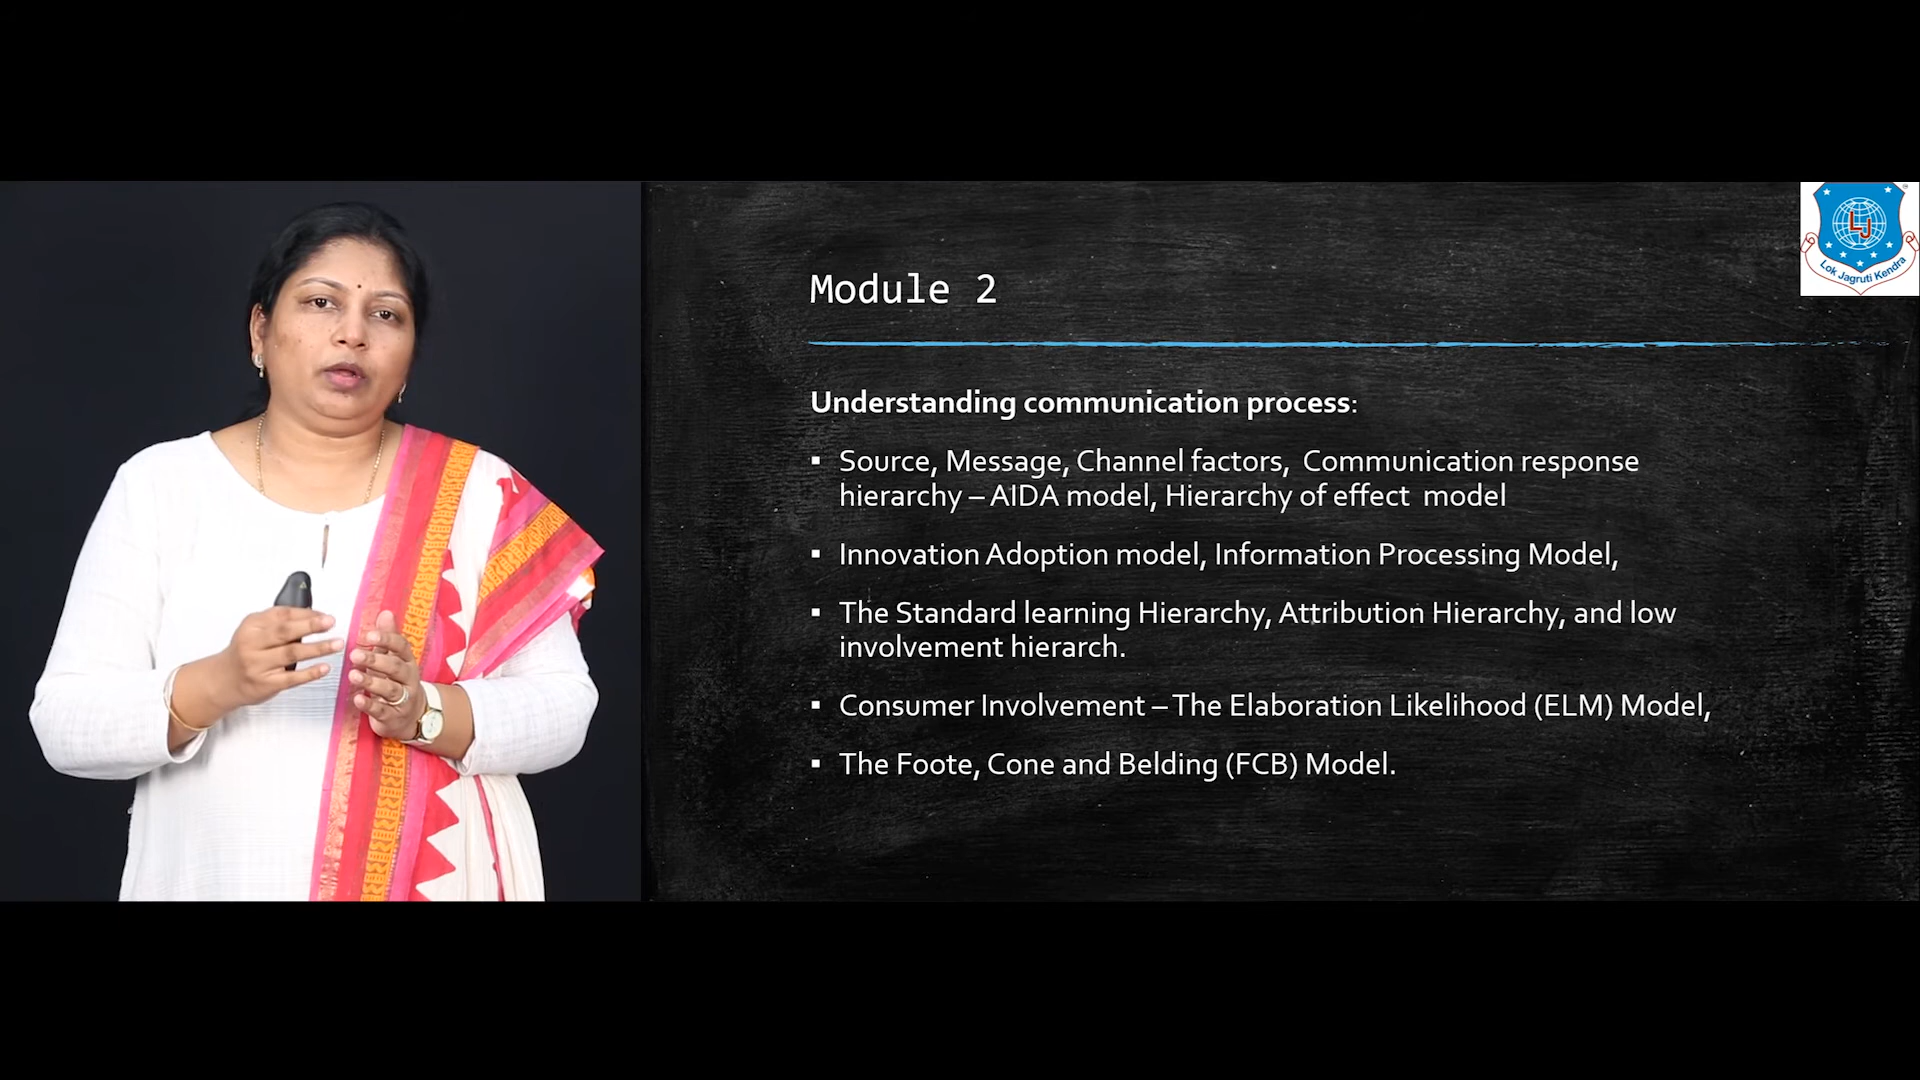 LJ
Lok Jagruti Kendra
Module 2
Understanding communication process:
▪ Source, Message, Channel factors, Communication response
hierarchy – AIDA model, Hierarchy of effect model
▪ Innovation Adoption model, Information Processing Model,
▪ The Standard learning Hierarchy, Attribution Hierarchy, and low
involvement hierarch.
▪ Consumer Involvement – The Elaboration Likelihood (ELM) Model,
▪ The Foote, Cone and Belding (FCB) Model.